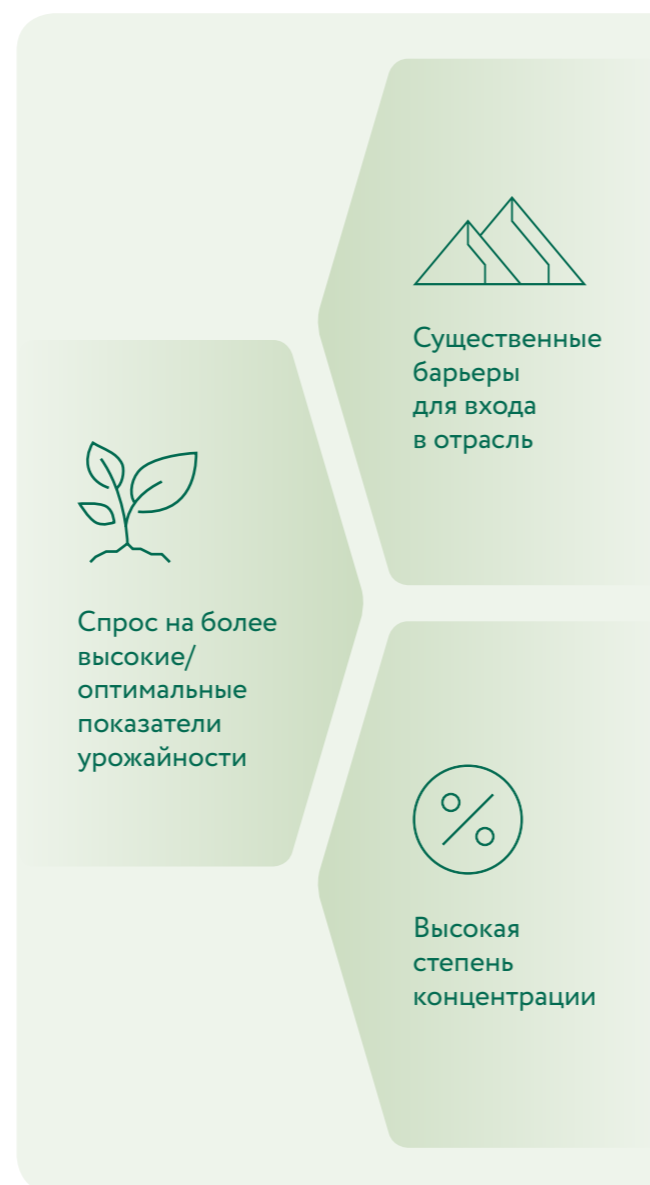 Существенные
барьеры
для входа
в отрасль
Спрос на более
высокие/
оптимальные
показатели
урожайности
Высокая
степень
концентрации